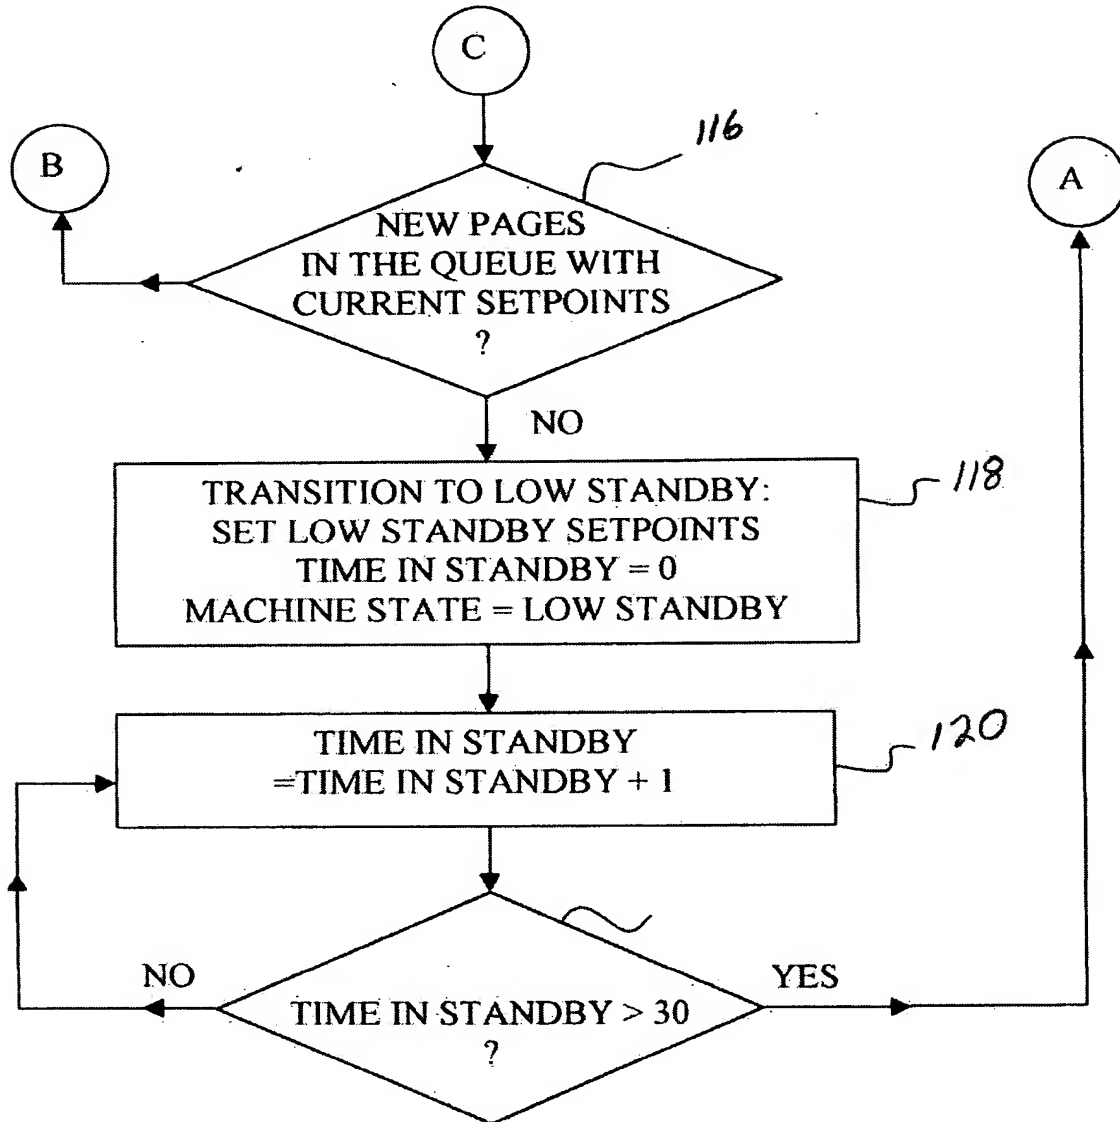 C
116
B
A
NEW PAGES
IN THE QUEUE WITH
CURRENT SETPOINTS
?
NO
TRANSITION TO LOW STANDBY:
SET LOW STANDBY SETPOINTS
TIME IN STANDBY = 0
MACHINE STATE = LOW STANDBY
118
TIME IN STANDBY
=TIME IN STANDBY + 1
120
NO
YES
TIME IN STANDBY > 30
?